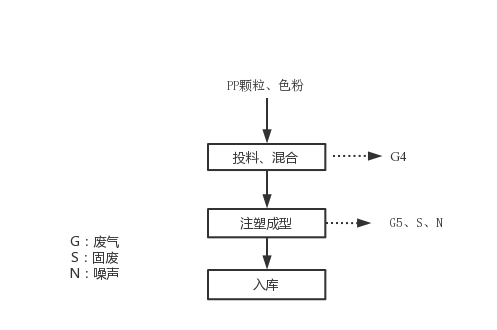 PP颗粒、色粉
投料、混合
G4
注塑成型
G5、S、N
G：废气
S：固废
N：噪声
入库